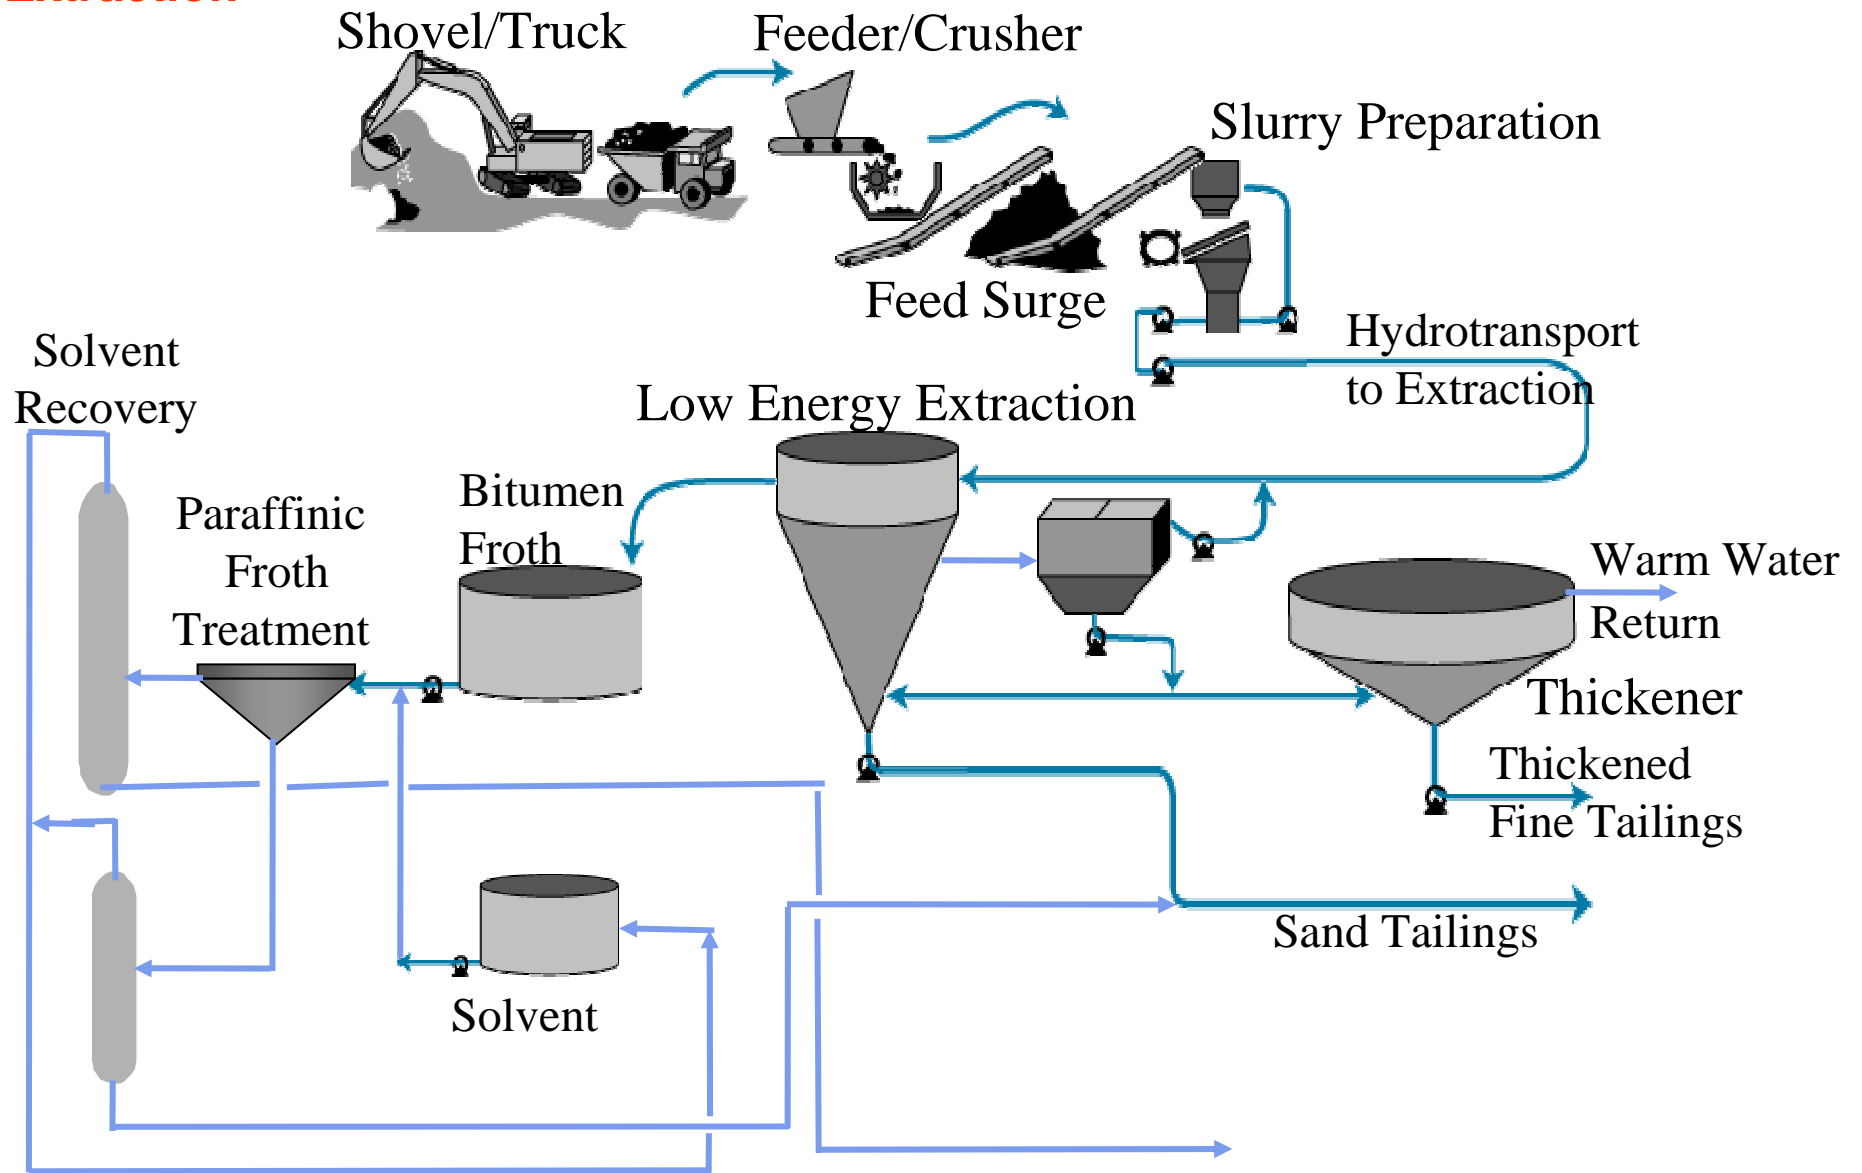 Extraction
Shovel/Truck
Feeder/Crusher
Slurry Preparation
Feed Surge
Hydrotransport
to Extraction
Solvent
Recovery
Low Energy Extraction
Paraffinic
Froth
Treatment
Bitumen
Froth
Warm Water
Return
Thickener
Thickened
Fine Tailings
Sand Tailings
Solvent